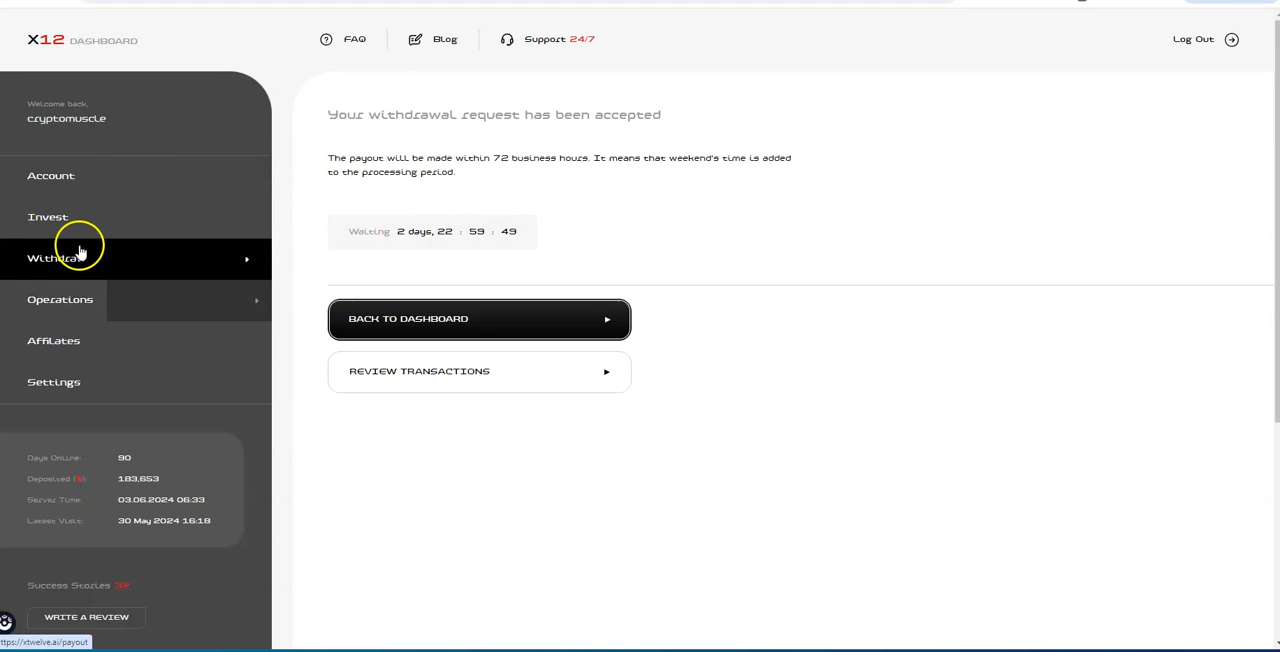 X12 DASHBOARD
FAQ
Blog
Support 24/7
Log Out
Welcome back,
cryptomuscle
Account
Invest
Withdraw
Operations
Affiliates
Settings
Days Online: 90
Deposited 183,653
Server Time: 03.06.2024 06:33
Latest Visit: 30 May 2024 16:18
Success Stories
WRITE A REVIEW
ttps://xtwelve.ai/payout
Your withdrawal request has been accepted
The payout will be made within 72 business hours. It means that weekend's time is added
to the processing period.
Waiting 2 days, 22 : 59 : 49
BACK TO DASHBOARD
REVIEW TRANSACTIONS